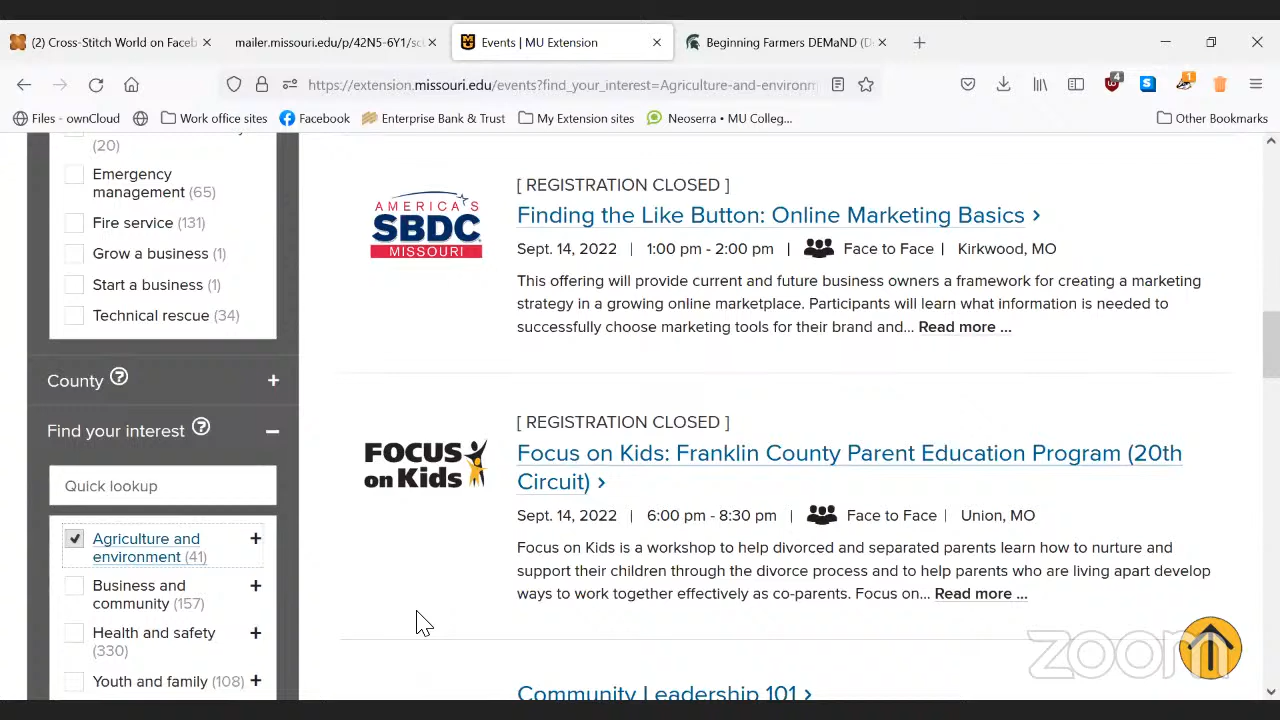 (2) Cross-Stitch World on Faceb
mailer.missouri.edu/p/42N5-6Y1/sc
Events | MU Extension
Beginning Farmers DEMaND (D
https://extension.missouri.edu/events?find_your_interest=Agriculture-and-environm
4
S
1
Files - ownCloud
Work office sites
Facebook
Enterprise Bank & Trust
My Extension sites
Neoserra • MU Colleg...
Other Bookmarks
(20)
Emergency
management (65)
Fire service (131)
Grow a business (1)
Start a business (1)
Technical rescue (34)
County ?
+
Find your interest ?
−
Quick lookup
Agriculture and
environment (41)
+
Business and
community (157)
+
Health and safety
(330)
+
Youth and family (108)
+
AMERICA'S
SBDC
MISSOURI
[ REGISTRATION CLOSED ]
Finding the Like Button: Online Marketing Basics ›
Sept. 14, 2022 | 1:00 pm - 2:00 pm | Face to Face | Kirkwood, MO
This offering will provide current and future business owners a framework for creating a marketing
strategy in a growing online marketplace. Participants will learn what information is needed to
successfully choose marketing tools for their brand and... Read more ...
FOCUS
on Kids
[ REGISTRATION CLOSED ]
Focus on Kids: Franklin County Parent Education Program (20th
Circuit) ›
Sept. 14, 2022 | 6:00 pm - 8:30 pm | Face to Face | Union, MO
Focus on Kids is a workshop to help divorced and separated parents learn how to nurture and
support their children through the divorce process and to help parents who are living apart develop
ways to work together effectively as co-parents. Focus on... Read more ...
Community Leadership 101 ›
zoom